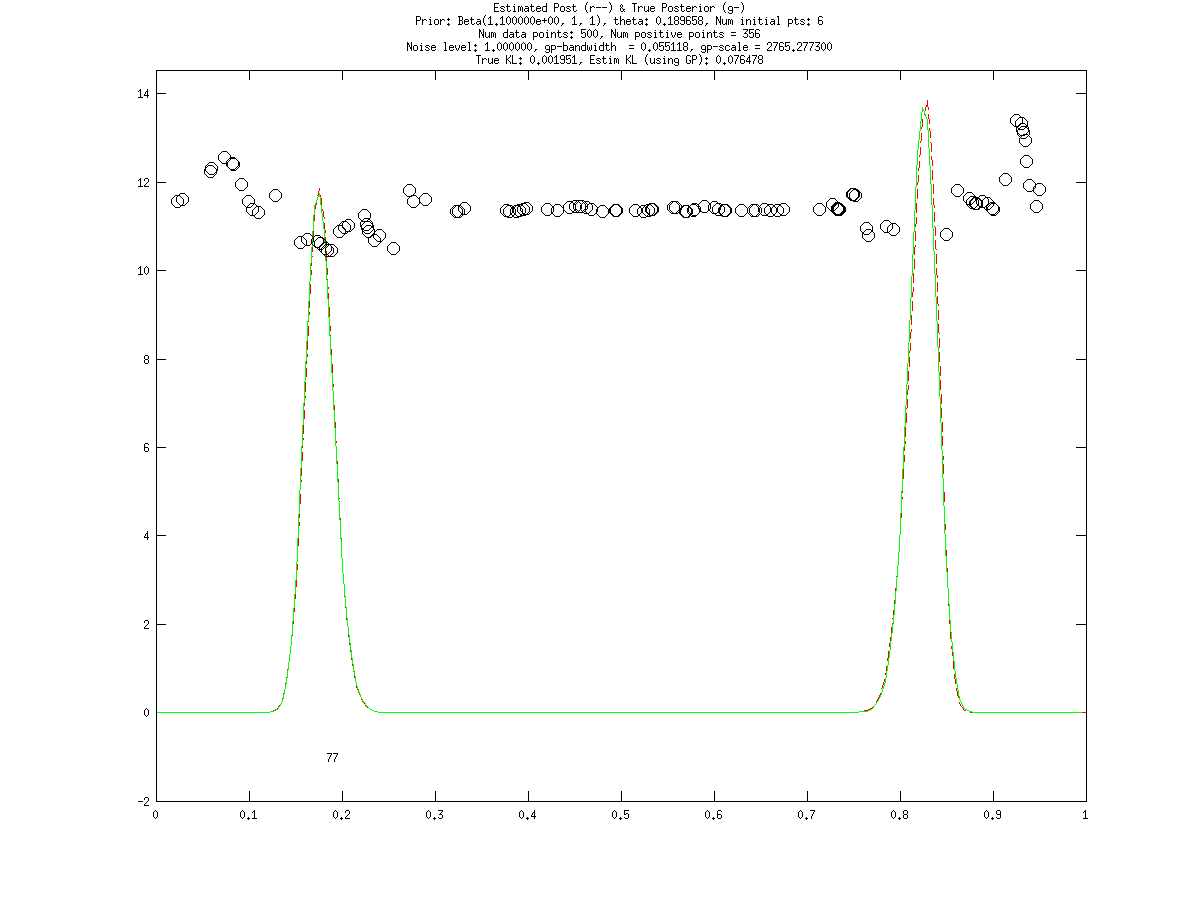 Estimated Post (r--) & True Posterior (g-)
Prior: Beta(1.100000e+00, 1, 1), theta: 0.189658, Num initial pts: 6
Num data points: 500, Num positive points = 356
Noise level: 1.000000, gp-bandwidth  = 0.055118, gp-scale = 2765.277300
True KL: 0.001951, Estim KL (using GP): 0.076478
14
12
10
8
6
4
2
0
77
-2
0 0.1 0.2 0.3 0.4 0.5 0.6 0.7 0.8 0.9 1